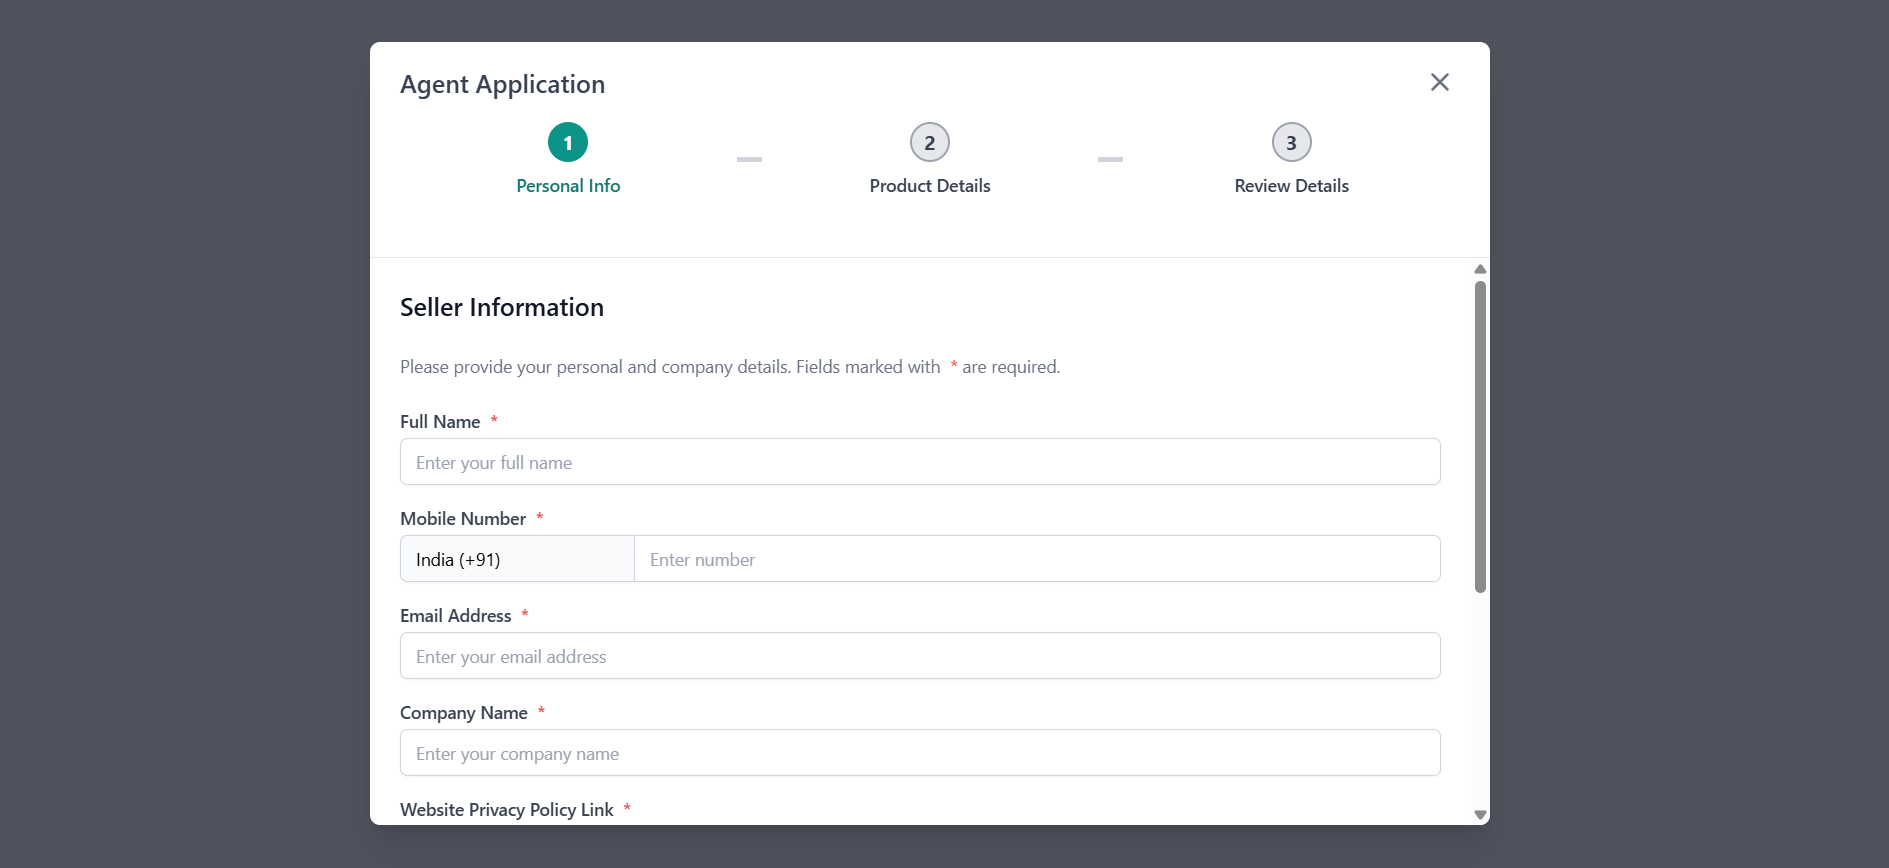 Agent Application
1
Personal Info
2
Product Details
3
Review Details
Seller Information
Please provide your personal and company details. Fields marked with * are required.
Full Name *
Enter your full name
Mobile Number *
India (+91)
Enter number
Email Address *
Enter your email address
Company Name *
Enter your company name
Website Privacy Policy Link *